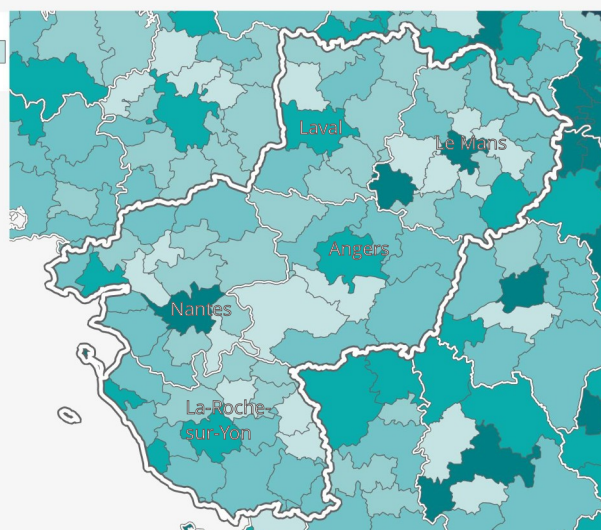 Laval
Le Mans
Angers
Nantes
La-Roche-
sur-Yon